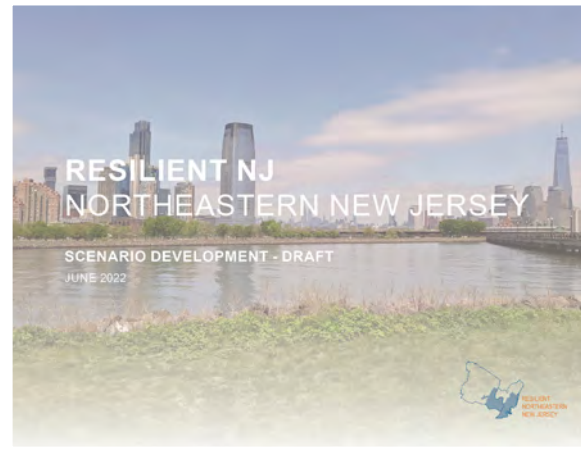 RESILIENT NJ
NORTHEASTERN NEW JERSEY
SCENARIO DEVELOPMENT - DRAFT
JUNE 2022
RESILIENT
NORTHEASTERN
NEW JERSEY